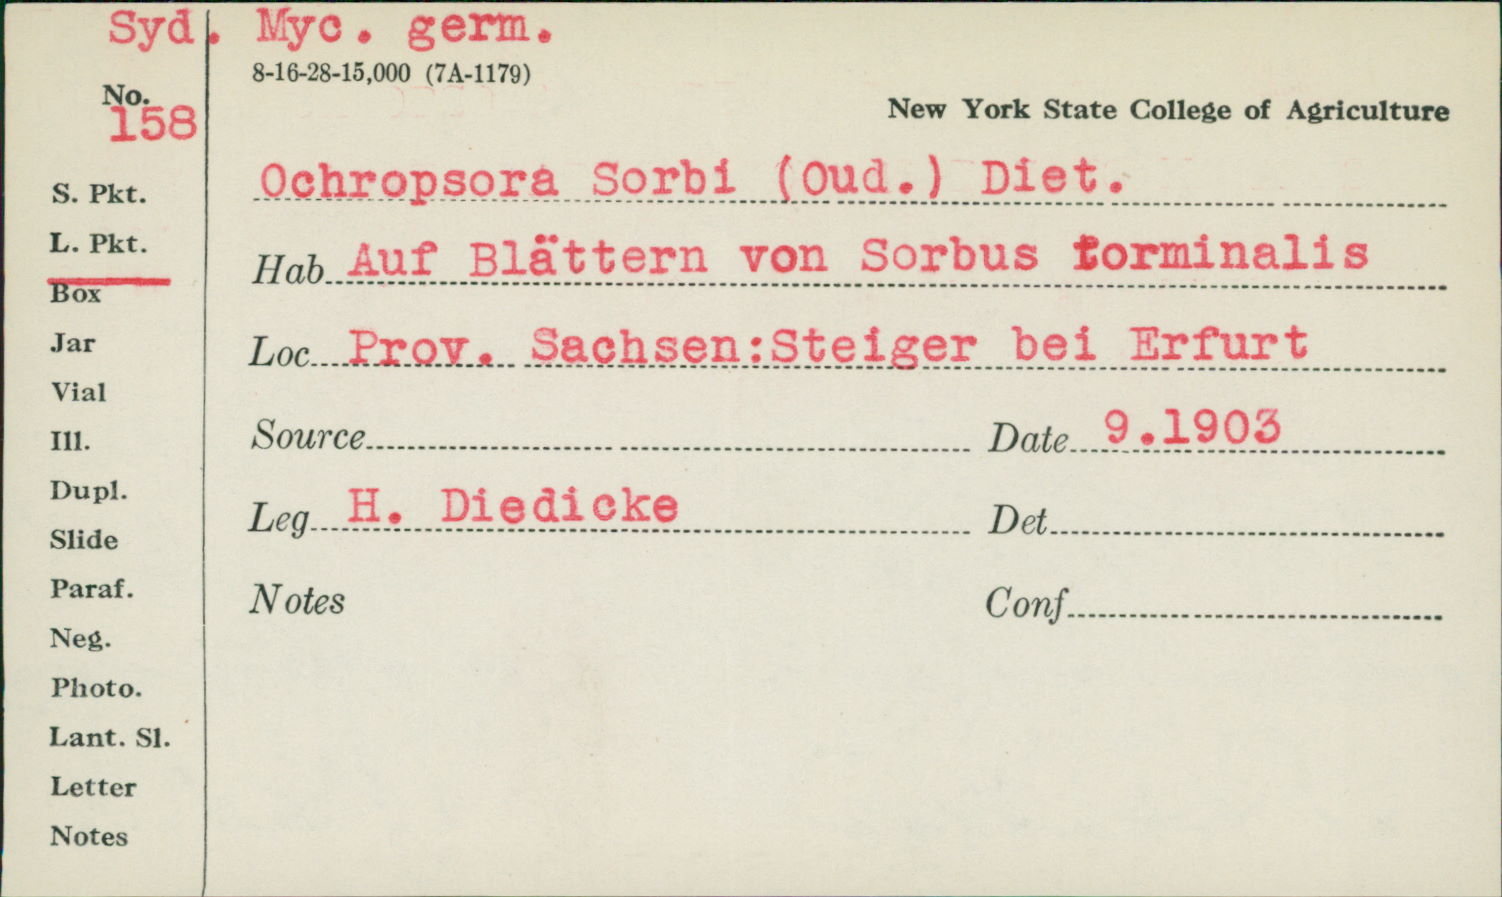 Syd. Myc. germ.
8-16-28-15,000 (7A-1179)
No.
158
New York State College of Agriculture
S. Pkt.
Ochropsora Sorbi (Oud.) Diet.
L. Pkt.
Hab Auf Blättern von Sorbus torminalis
Box
Jar
Loc Prov. Sachsen:Steiger bei Erfurt
Vial
Ill.
Source Date 9.1903
Dupl.
Leg H. Diedicke Det
Slide
Paraf.
Notes Conf
Neg.
Photo.
Lant. Sl.
Letter
Notes